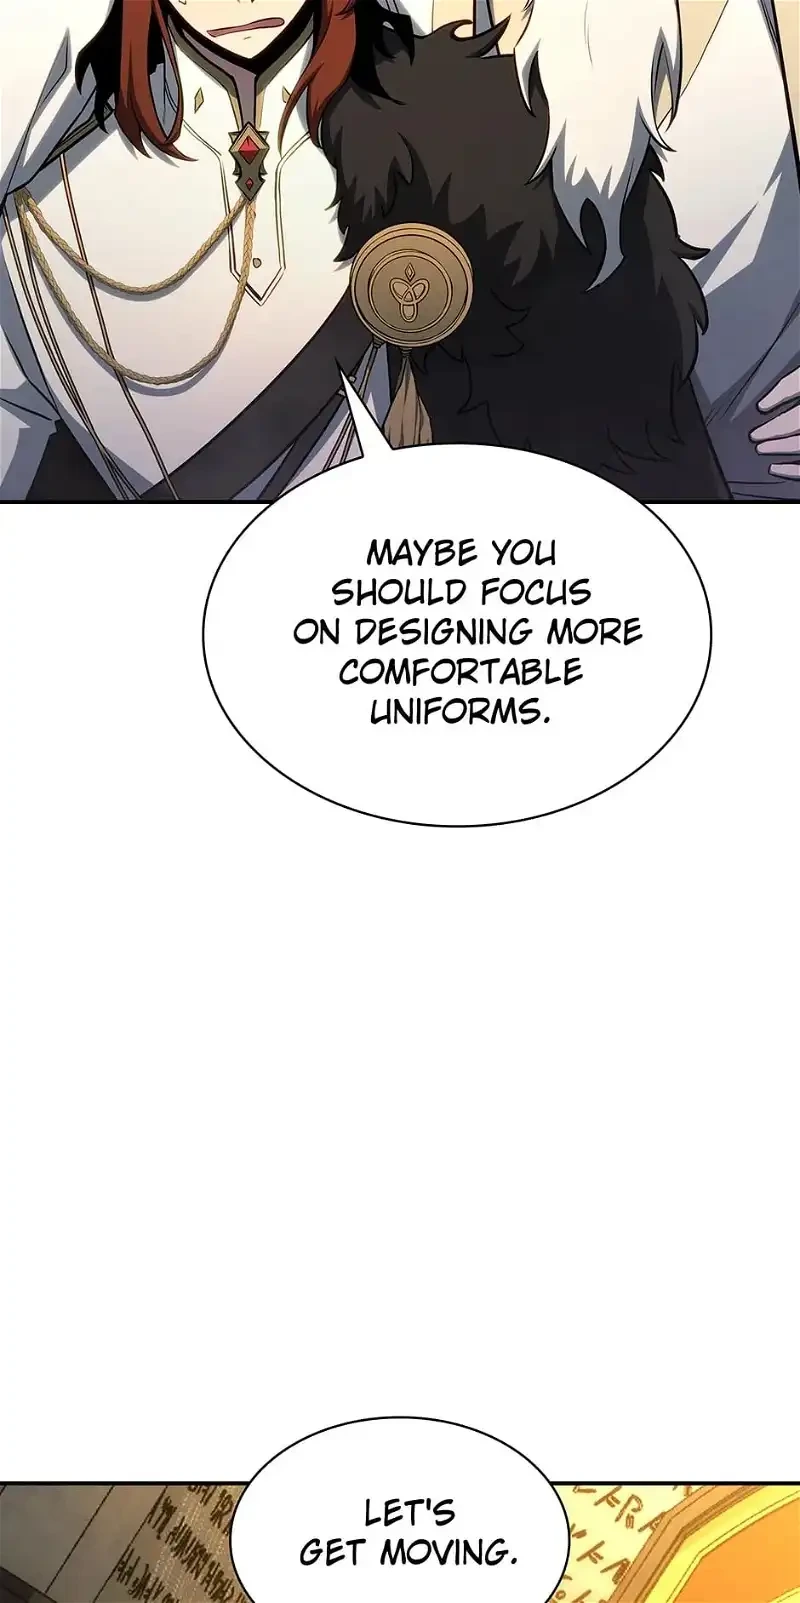 MAYBE YOU
SHOULD FOCUS
ON DESIGNING MORE
COMFORTABLE
UNIFORMS.
LET'S
GET MOVING.